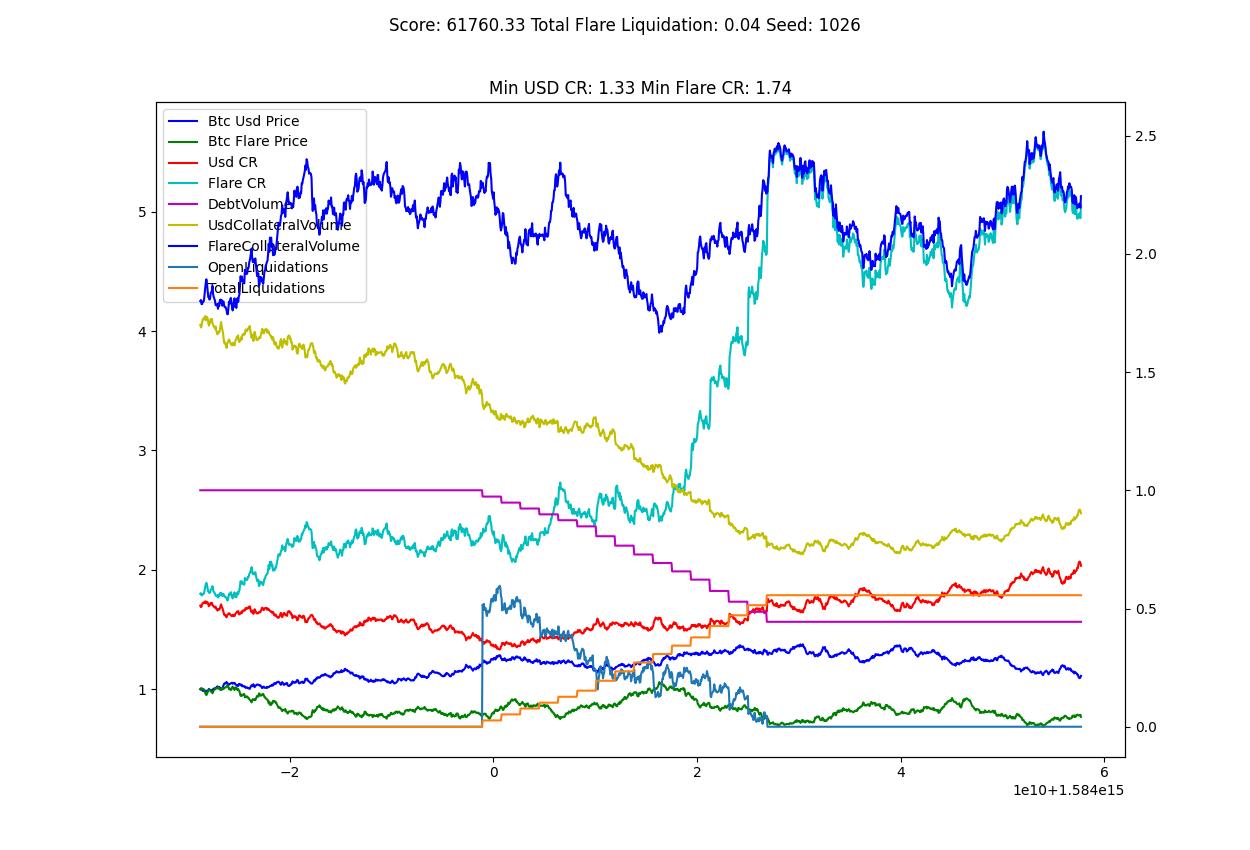 Score: 61760.33 Total Flare Liquidation: 0.04 Seed: 1026
Min USD CR: 1.33 Min Flare CR: 1.74
Btc Usd Price
Btc Flare Price
Usd CR
Flare CR
DebtVolume
UsdCollateralVolume
FlareCollateralVolume
OpenLiquidations
TotalLiquidations
5
4
3
2
1
2.5
2.0
1.5
1.0
0.5
0.0
−2 0 2 4 6
1e10+1.584e15